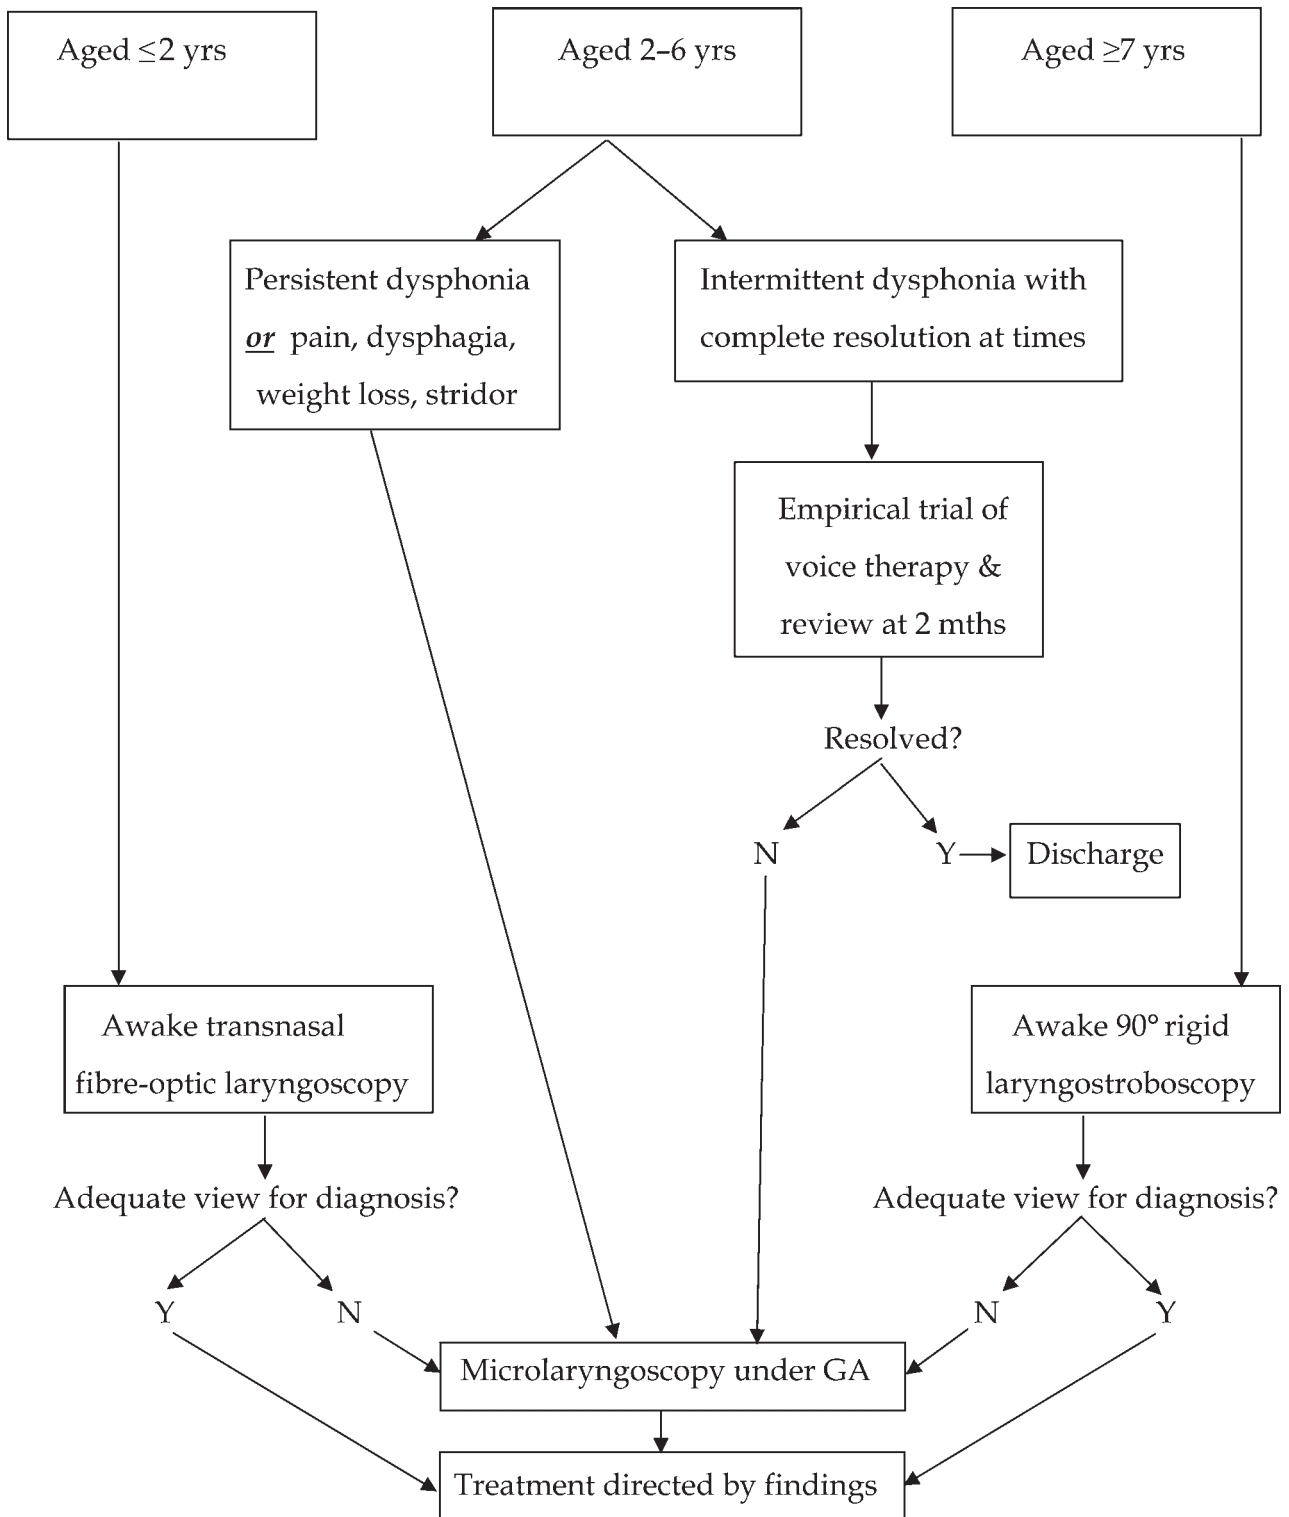 Aged ≤2 yrs
Aged 2–6 yrs
Aged ≥7 yrs
Persistent dysphonia
or pain, dysphagia,
weight loss, stridor
Intermittent dysphonia with
complete resolution at times
Empirical trial of
voice therapy &
review at 2 mths
Resolved?
N
Y
Discharge
Awake transnasal
fibre-optic laryngoscopy
Awake 90° rigid
laryngostroboscopy
Adequate view for diagnosis?
Adequate view for diagnosis?
Y
N
N
Y
Microlaryngoscopy under GA
Treatment directed by findings